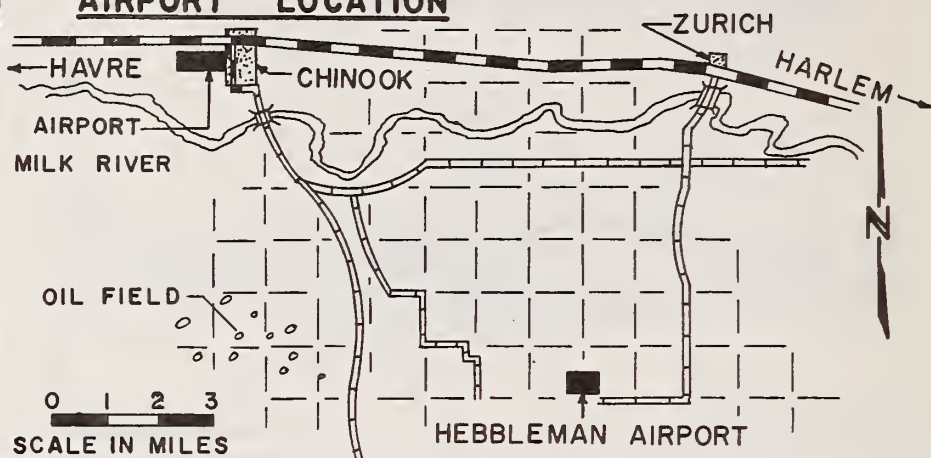 AIRPORT LOCATION
ZURICH
HAVRE
CHINOOK
HARLEM
AIRPORT
MILK RIVER
N
OIL FIELD
0 1 2 3
SCALE IN MILES
HEBBLEMAN AIRPORT